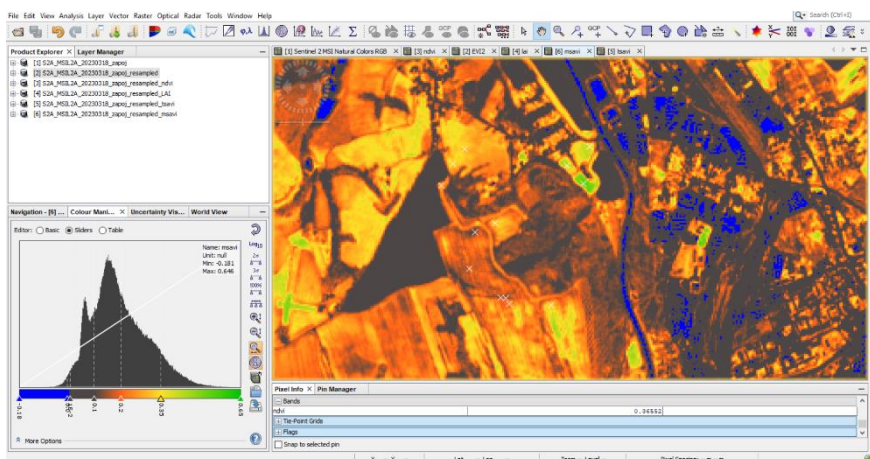 File Edit View Analysis Layer Vector Raster Optical Radar Tools Window Help
Search (Ctrl+I)
Product Explorer × Layer Manager
[1] S2A_MSIL2A_20230318_zapoj
[2] S2A_MSIL2A_20230318_zapoj_resampled
[3] S2A_MSIL2A_20230318_zapoj_resampled_ndvi
[4] S2A_MSIL2A_20230318_zapoj_resampled_LAI
[5] S2A_MSIL2A_20230318_zapoj_resampled_tsavi
[6] S2A_MSIL2A_20230318_zapoj_resampled_msavi
[1] Sentinel 2 MSI Natural Colors RGB × [3] ndvi × [2] EVI2 × [4] lai × [6] msavi × [5] tsavi ×
Navigation - [6] ... Colour Mani... × Uncertainty Vis... World View
Editor: Basic Sliders Table
Name: msavi
Unit: null
Min: -0.181
Max: 0.646
-0.18 0.1 0.2 0.35 0.65
More Options
Pixel Info × Pin Manager
Bands
ndvi 0.36552
Tie-Point Grids
Flags
Snap to selected pin